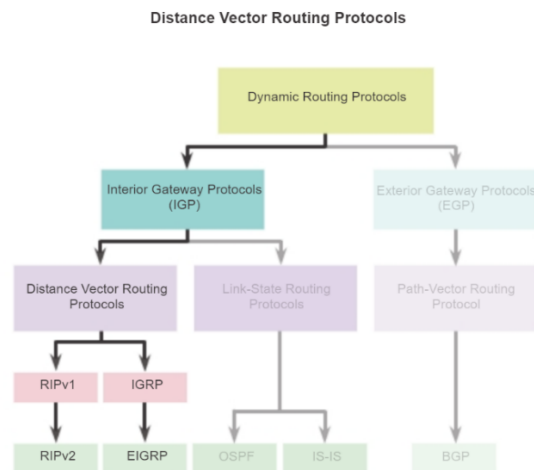 Distance Vector Routing Protocols
Dynamic Routing Protocols
Interior Gateway Protocols
(IGP)
Exterior Gateway Protocols
(EGP)
Distance Vector Routing
Protocols
Link-State Routing
Protocols
Path-Vector Routing
Protocol
RIPv1
IGRP
RIPv2
EIGRP
OSPF
IS-IS
BGP